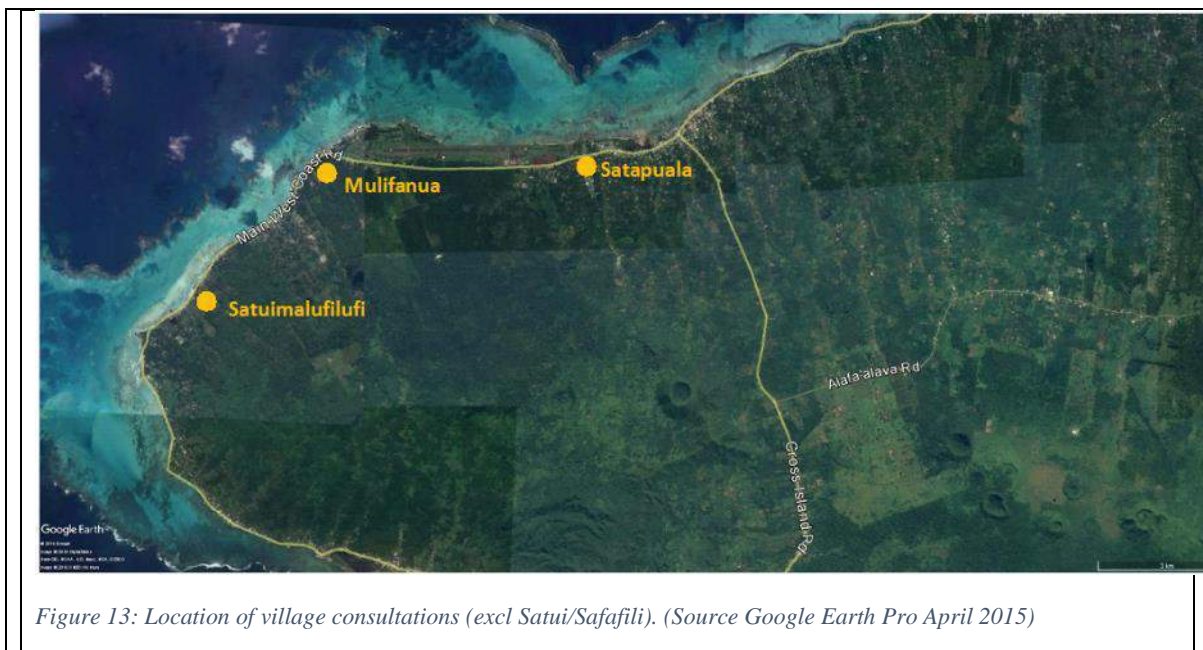 Main West Coast Rd
Mulifanua
Satapuala
Satuimalufilufi
Alafa'alava Rd
Cross Island Rd
Google Earth
Figure 13: Location of village consultations (excl Satui/Safafili). (Source Google Earth Pro April 2015)